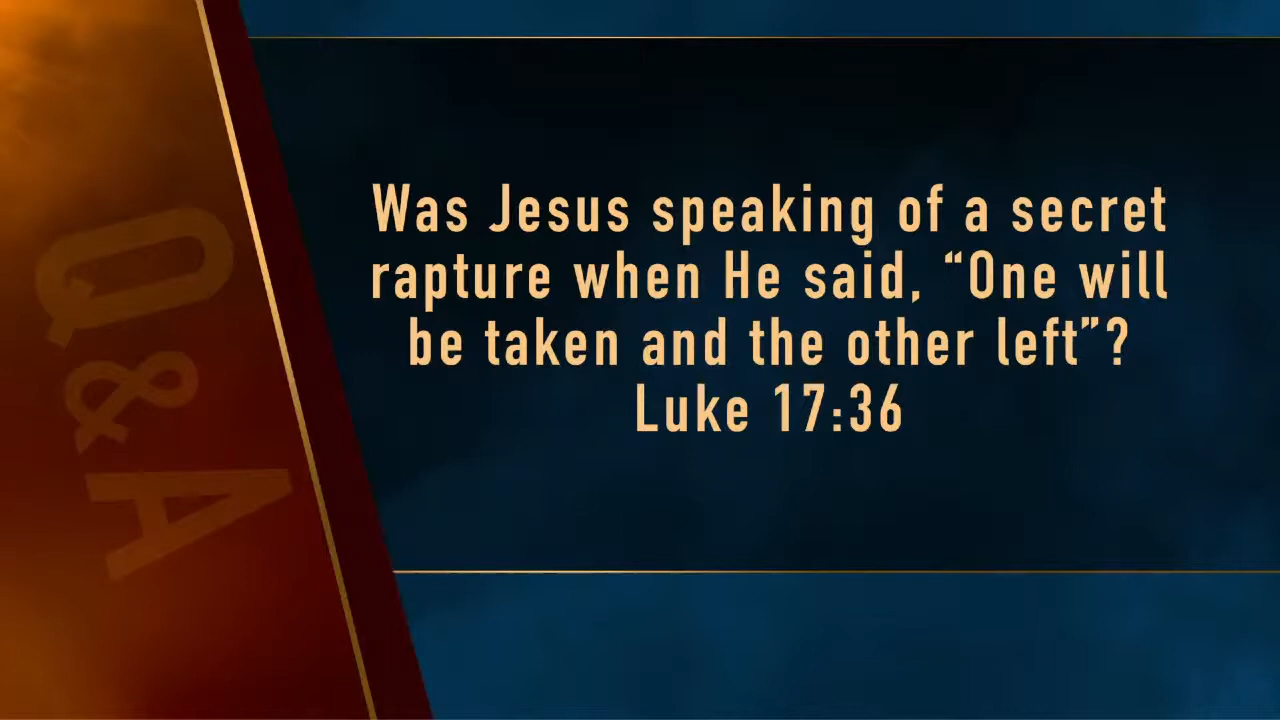 Q&A
Was Jesus speaking of a secret
rapture when He said, “One will
be taken and the other left”?
Luke 17:36